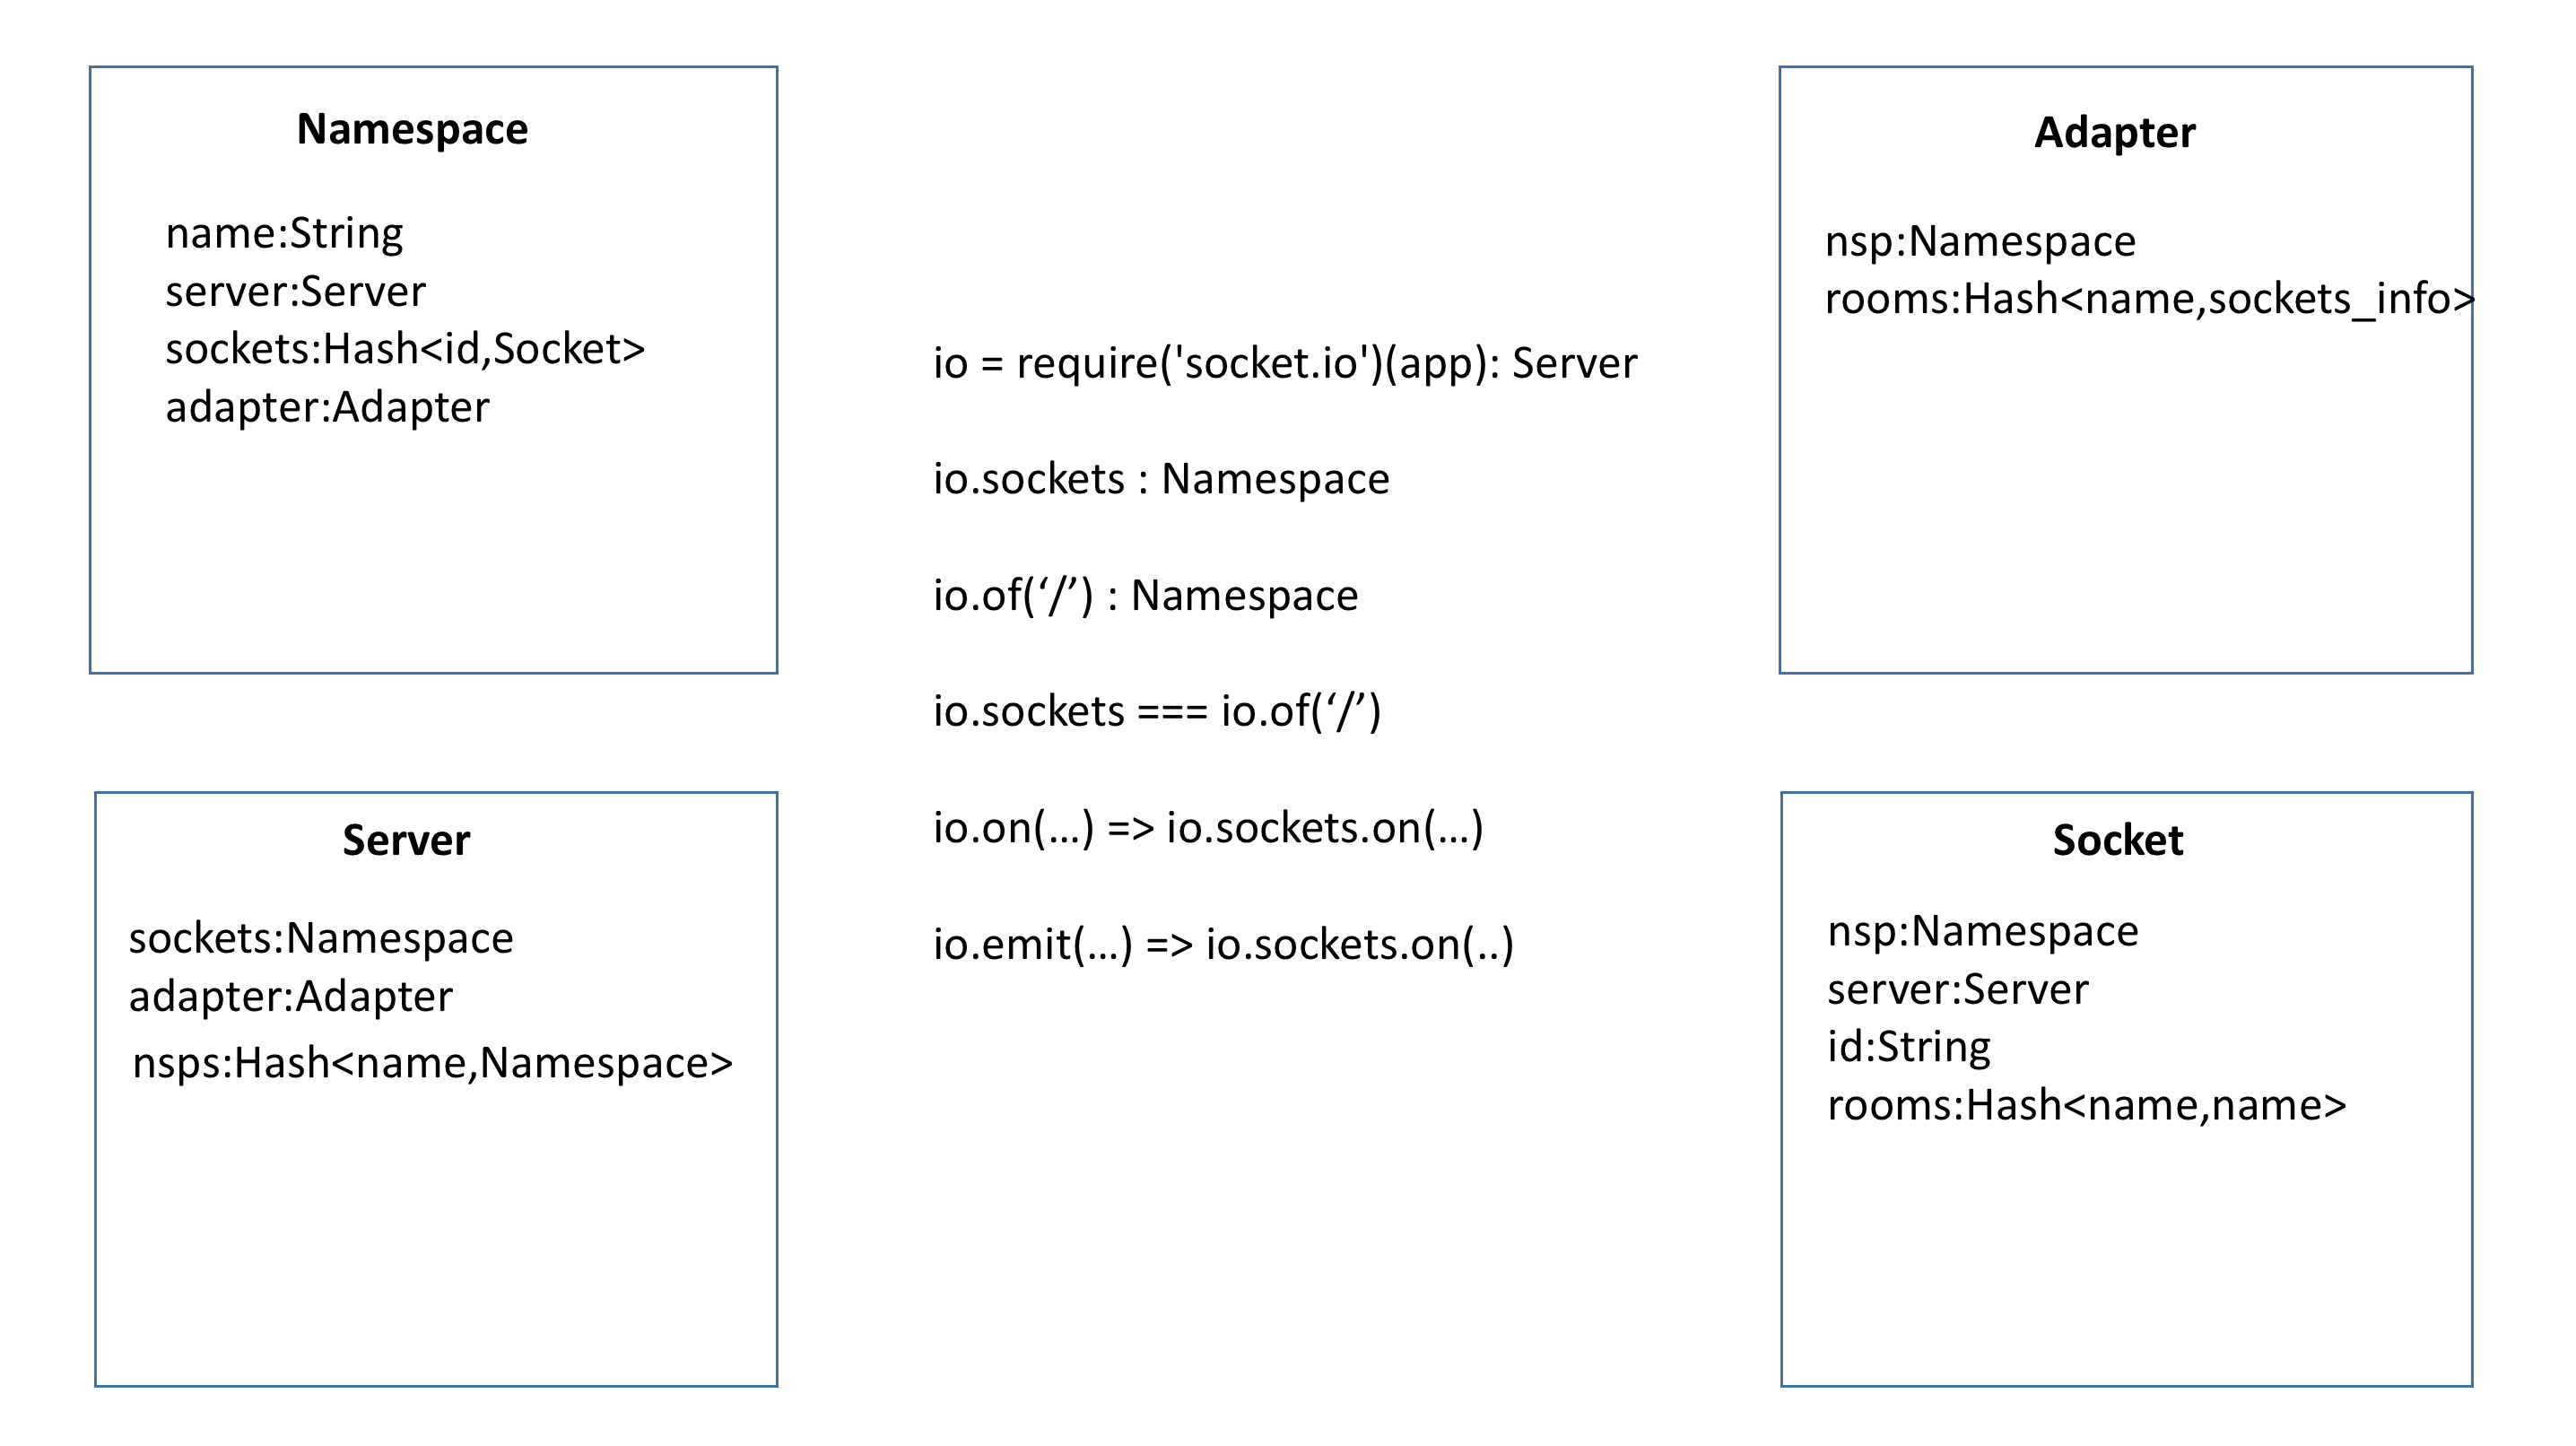 Namespace
name:String
server:Server
sockets:Hash<id,Socket>
adapter:Adapter
Server
sockets:Namespace
adapter:Adapter
nsps:Hash<name,Namespace>
io = require('socket.io')(app): Server
io.sockets : Namespace
io.of(‘/’) : Namespace
io.sockets === io.of(‘/’)
io.on(…) => io.sockets.on(…)
io.emit(…) => io.sockets.on(..)
Adapter
nsp:Namespace
rooms:Hash<name,sockets_info>
Socket
nsp:Namespace
server:Server
id:String
rooms:Hash<name,name>